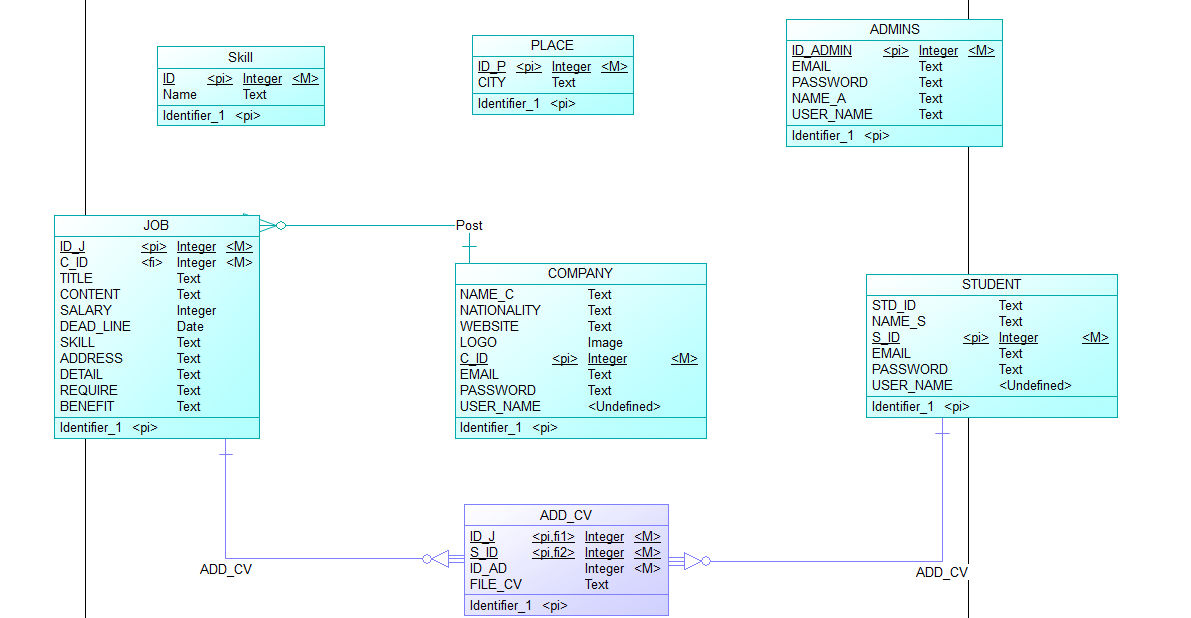 Skill
ID <pi> Integer <M>
Name Text
Identifier_1 <pi>
PLACE
ID_P <pi> Integer <M>
CITY Text
Identifier_1 <pi>
ADMINS
ID_ADMIN <pi> Integer <M>
EMAIL Text
PASSWORD Text
NAME_A Text
USER_NAME Text
Identifier_1 <pi>
JOB
ID_J <pi> Integer <M>
C_ID <fi> Integer <M>
TITLE Text
CONTENT Text
SALARY Integer
DEAD_LINE Date
SKILL Text
ADDRESS Text
DETAIL Text
REQUIRE Text
BENEFIT Text
Identifier_1 <pi>
Post
COMPANY
NAME_C Text
NATIONALITY Text
WEBSITE Text
LOGO Image
C_ID <pi> Integer <M>
EMAIL Text
PASSWORD Text
USER_NAME <Undefined>
Identifier_1 <pi>
STUDENT
STD_ID Text
NAME_S Text
S_ID <pi> Integer <M>
EMAIL Text
PASSWORD Text
USER_NAME <Undefined>
Identifier_1 <pi>
ADD_CV
ADD_CV
ID_J <pi,fi1> Integer <M>
S_ID <pi,fi2> Integer <M>
ID_AD Integer <M>
FILE_CV Text
Identifier_1 <pi>
ADD_CV